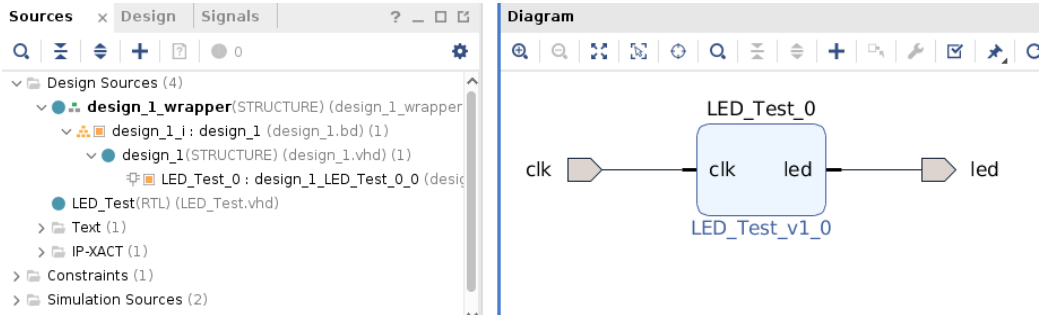 Sources × Design Signals ? _
0
Design Sources (4)
design_1_wrapper(STRUCTURE) (design_1_wrapper
design_1_i : design_1 (design_1.bd) (1)
design_1(STRUCTURE) (design_1.vhd) (1)
LED_Test_0 : design_1_LED_Test_0_0 (desig
LED_Test(RTL) (LED_Test.vhd)
Text (1)
IP-XACT (1)
Constraints (1)
Simulation Sources (2)
Diagram
LED_Test_0
clk clk led led
LED_Test_v1_0